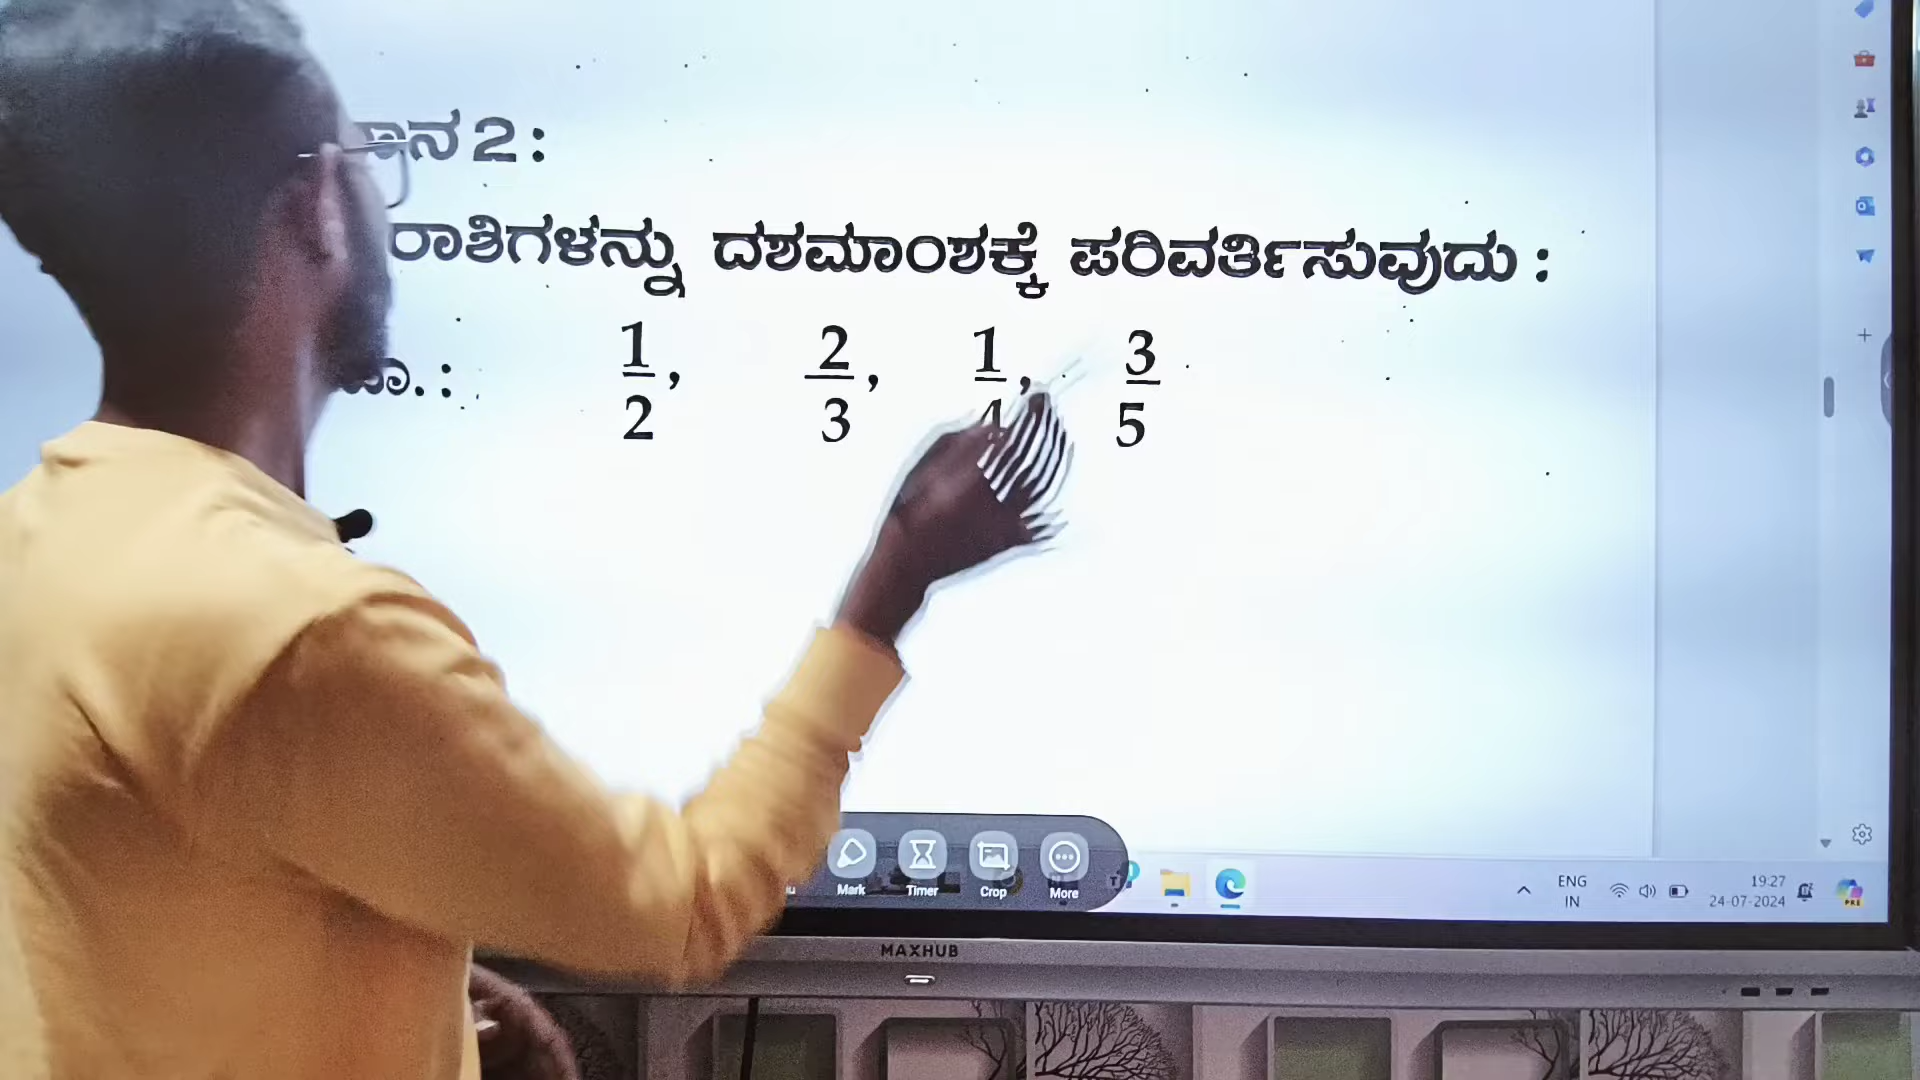 2 :
ರಾಶಿಗಳನ್ನು ದಶಮಾಂಶಕ್ಕೆ ಪರಿವರ್ತಿಸುವುದು :
1/2, 2/3, 1/4, 3/5
Mark Timer Crop More
ENG IN
19:27
24-07-2024
MAXHUB